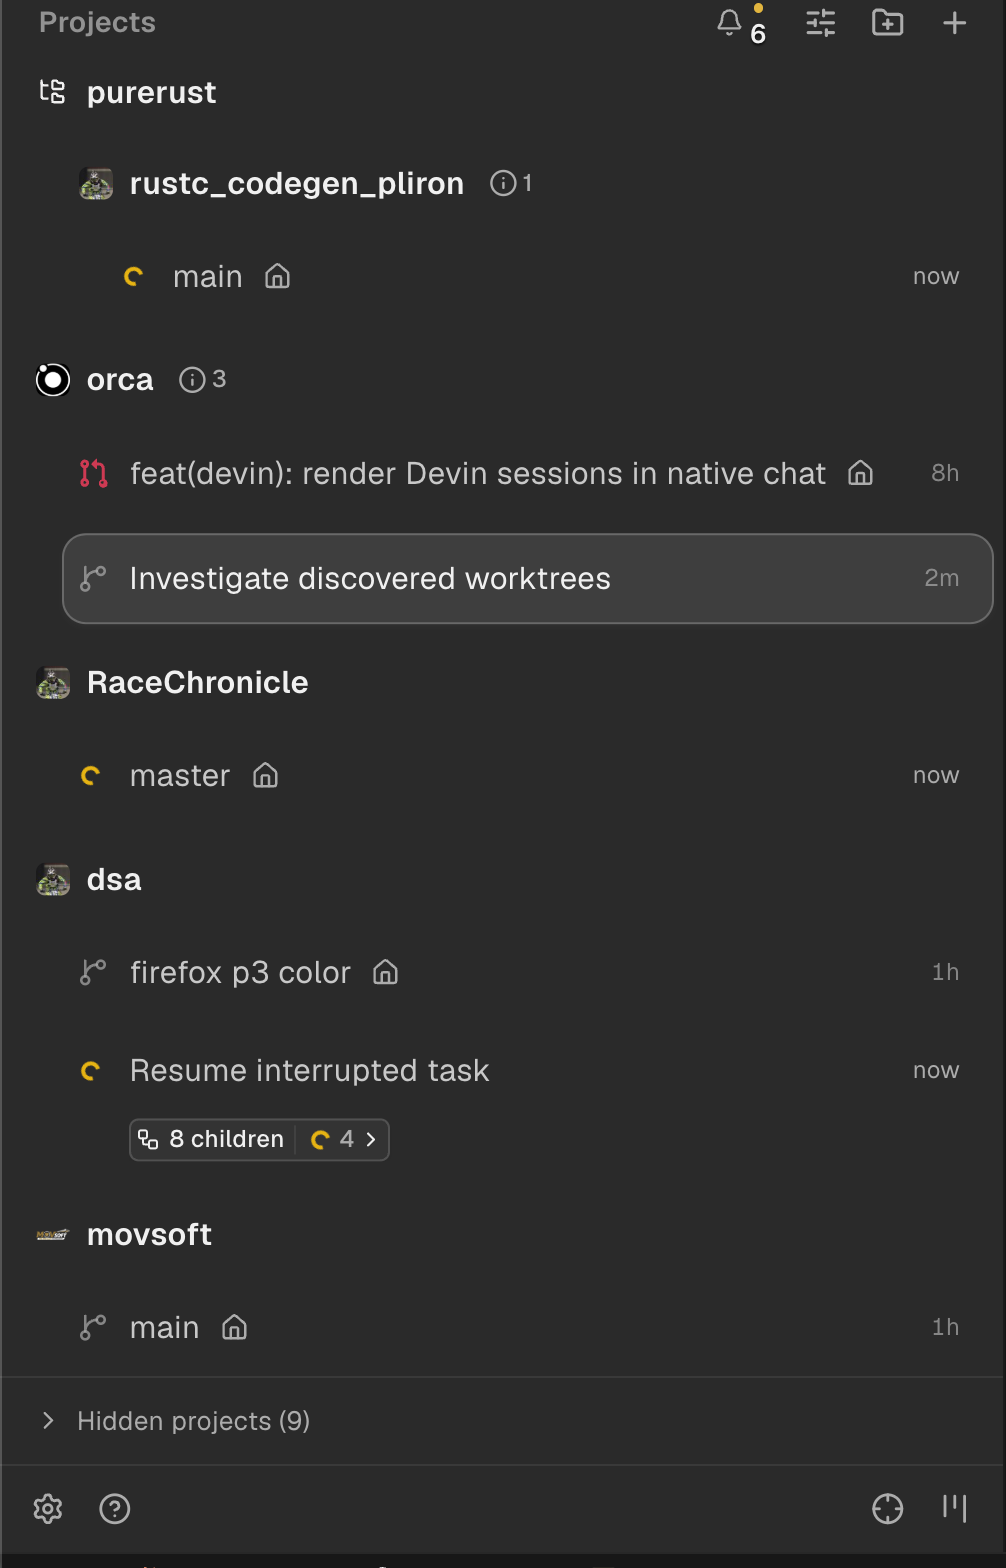 Projects
6
purerust
rustc_codegen_pliron 1
main now
orca 3
feat(devin): render Devin sessions in native chat 8h
Investigate discovered worktrees 2m
RaceChronicle
master now
dsa
firefox p3 color 1h
Resume interrupted task now
8 children 4
movsoft
main 1h
Hidden projects (9)